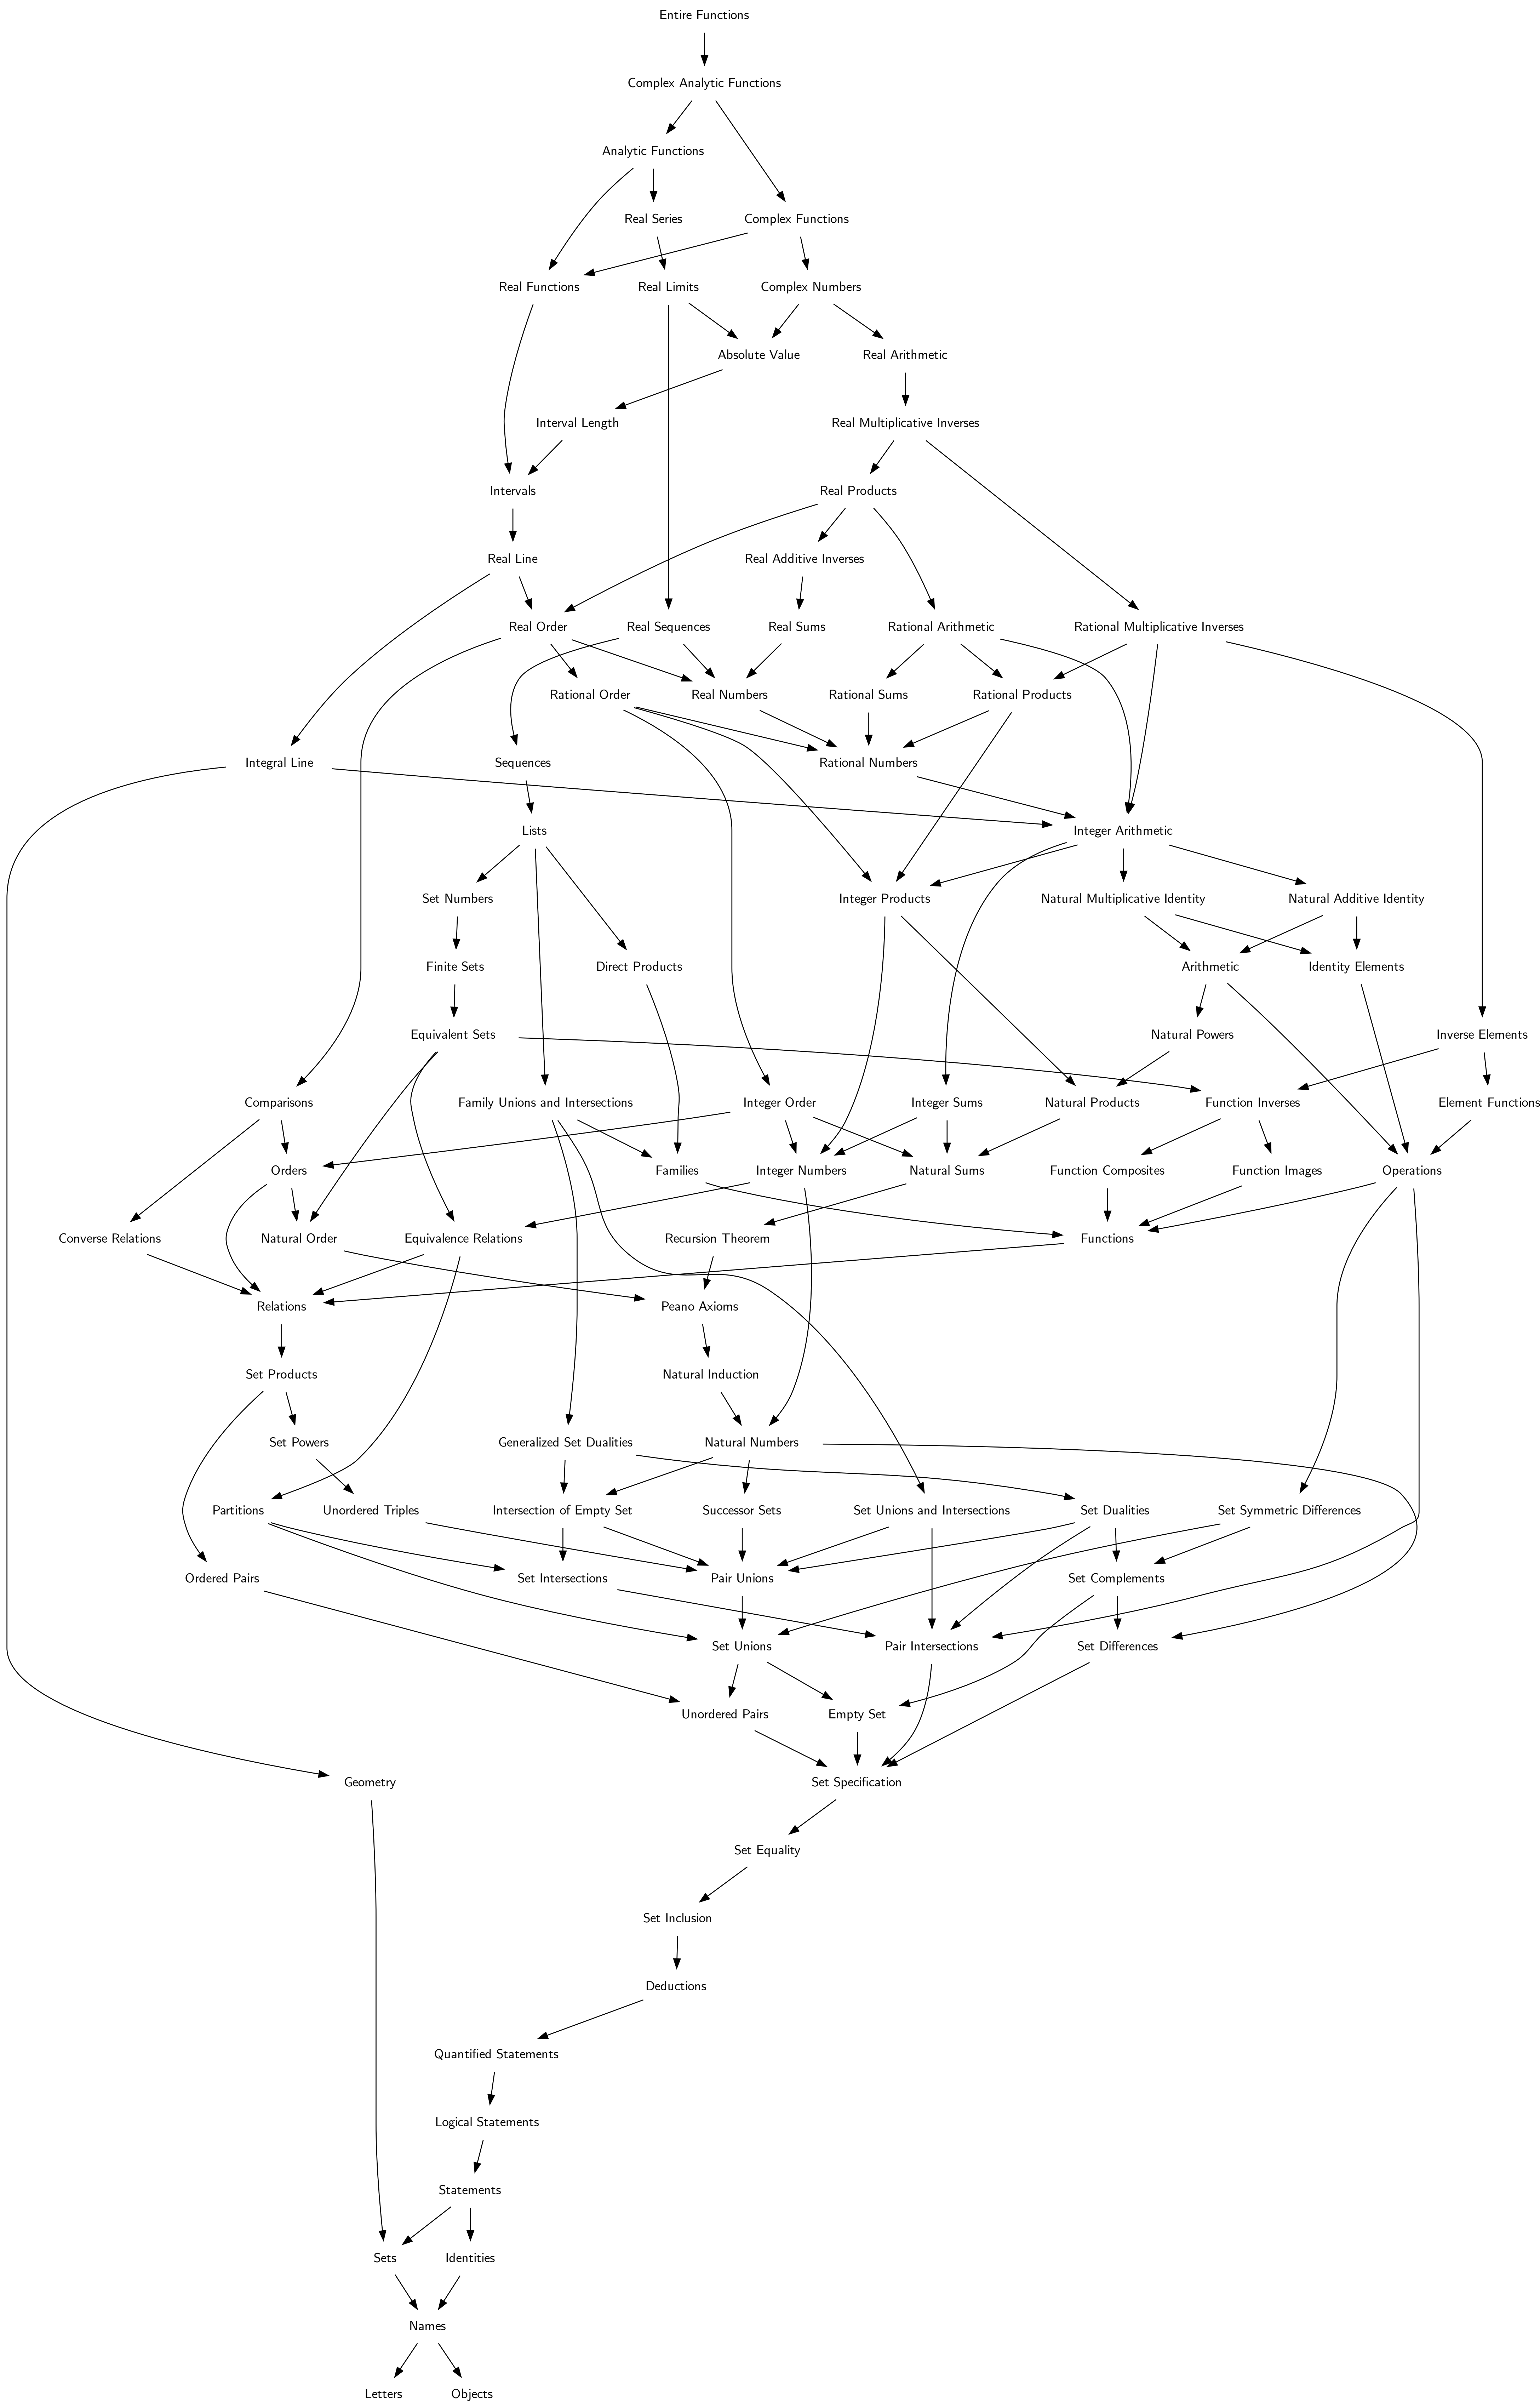 Entire Functions
Complex Analytic Functions
Analytic Functions
Real Series
Complex Functions
Real Functions
Real Limits
Complex Numbers
Absolute Value
Real Arithmetic
Interval Length
Real Multiplicative Inverses
Intervals
Real Products
Real Line
Real Additive Inverses
Real Order
Real Sequences
Real Sums
Rational Arithmetic
Rational Multiplicative Inverses
Rational Order
Real Numbers
Rational Sums
Rational Products
Integral Line
Sequences
Rational Numbers
Lists
Integer Arithmetic
Set Numbers
Integer Products
Natural Multiplicative Identity
Natural Additive Identity
Finite Sets
Direct Products
Arithmetic
Identity Elements
Equivalent Sets
Natural Powers
Inverse Elements
Comparisons
Family Unions and Intersections
Integer Order
Integer Sums
Natural Products
Function Inverses
Element Functions
Orders
Families
Integer Numbers
Natural Sums
Function Composites
Function Images
Operations
Converse Relations
Natural Order
Equivalence Relations
Recursion Theorem
Functions
Relations
Peano Axioms
Set Products
Natural Induction
Set Powers
Generalized Set Dualities
Natural Numbers
Partitions
Unordered Triples
Intersection of Empty Set
Successor Sets
Set Unions and Intersections
Set Dualities
Set Symmetric Differences
Ordered Pairs
Set Intersections
Pair Unions
Set Complements
Set Unions
Pair Intersections
Set Differences
Unordered Pairs
Empty Set
Geometry
Set Specification
Set Equality
Set Inclusion
Deductions
Quantified Statements
Logical Statements
Statements
Sets
Identities
Names
Letters
Objects